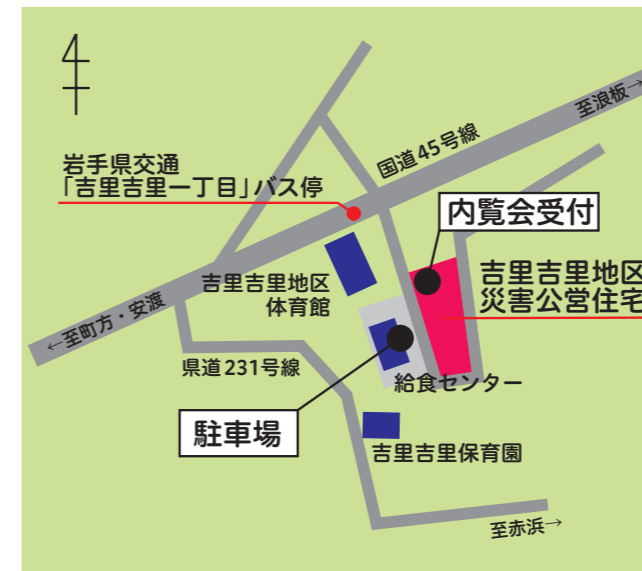 至浪板→
国道45号線
岩手県交通
「吉里吉里一丁目」バス停
内覧会受付
吉里吉里地区
災害公営住宅
吉里吉里地区
体育館
←至町方・安渡
県道231号線
給食センター
駐車場
吉里吉里保育園
至赤浜→